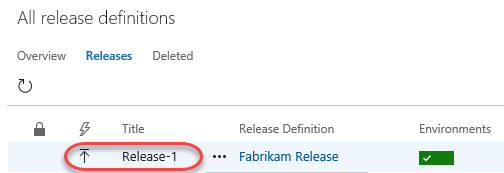 All release definitions
Overview Releases Deleted
Title Release Definition Environments
Release-1 ••• Fabrikam Release